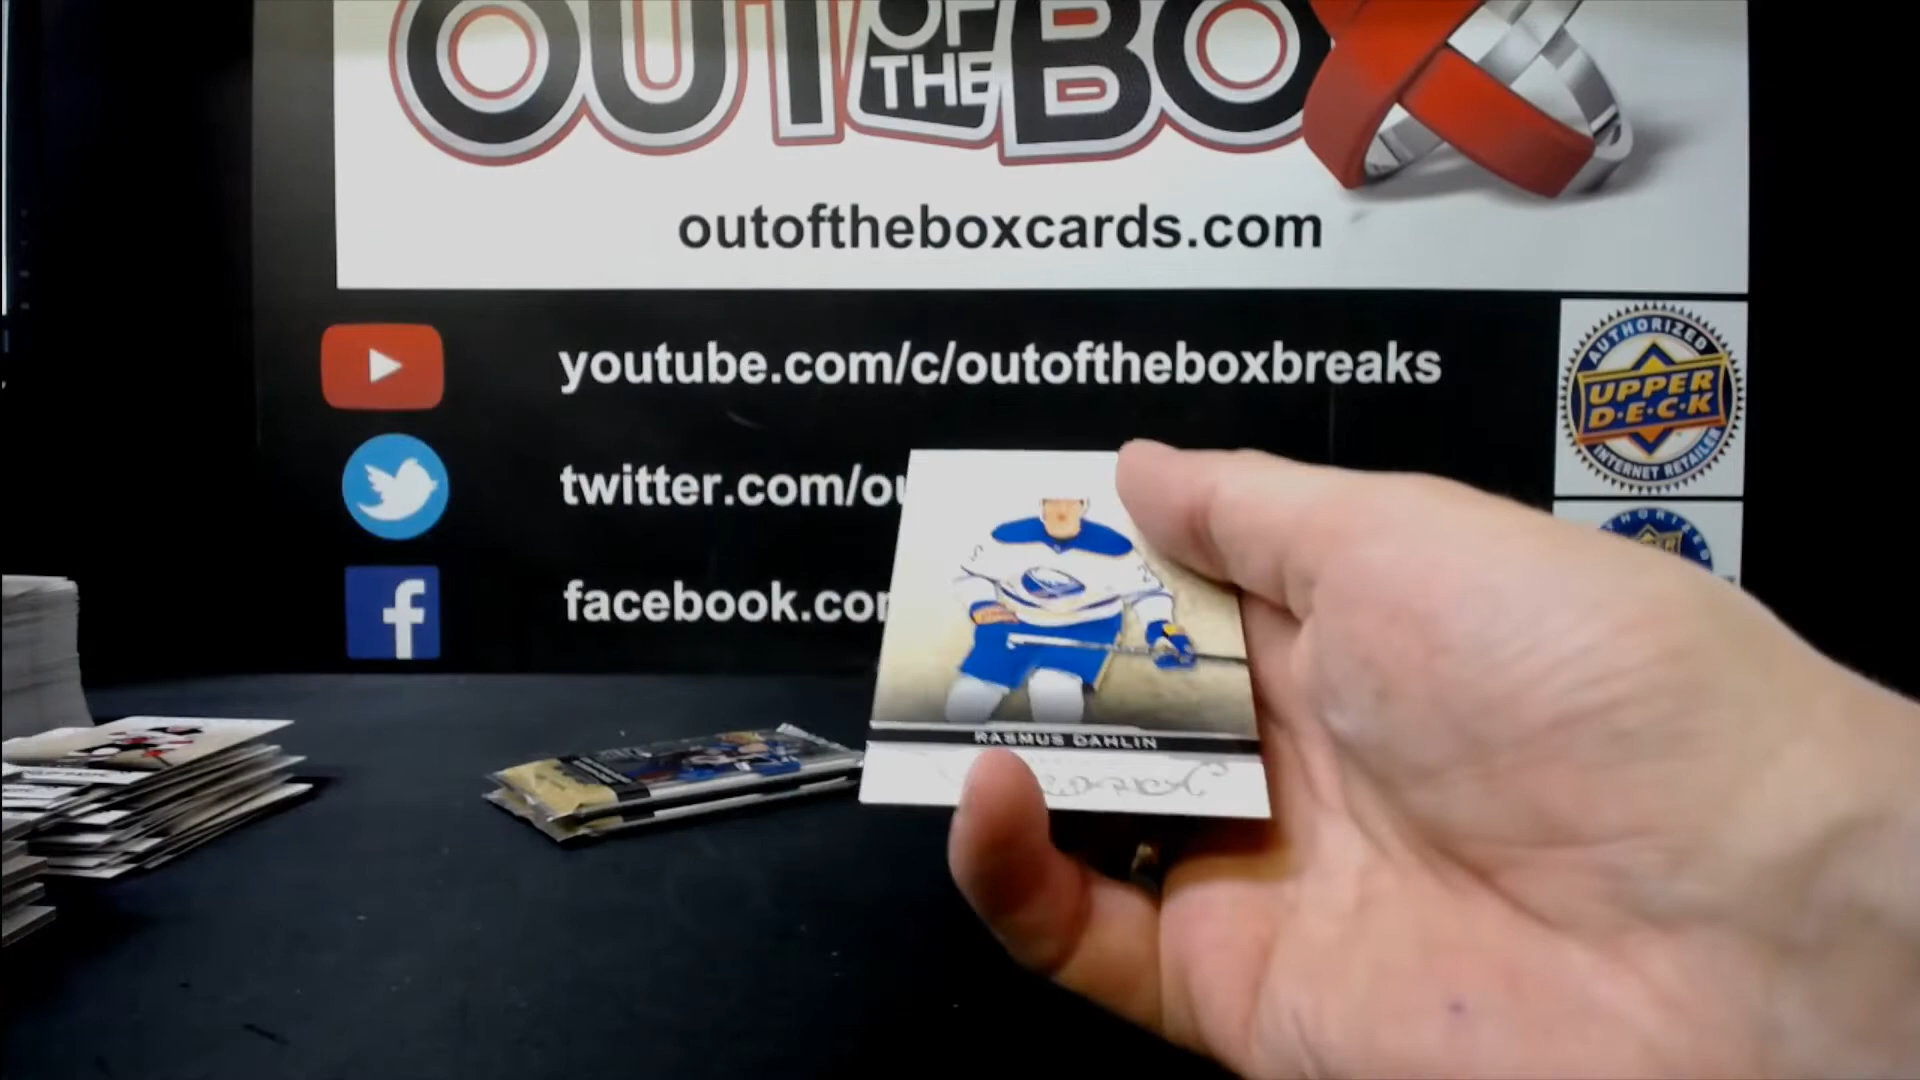 OUT OF THE BOX
outoftheboxcards.com
youtube.com/c/outoftheboxbreaks
AUTHORIZED
UPPER
D·E·C·K
INTERNET RETAILER
twitter.com/ou
facebook.co
RASMUS DAHLIN